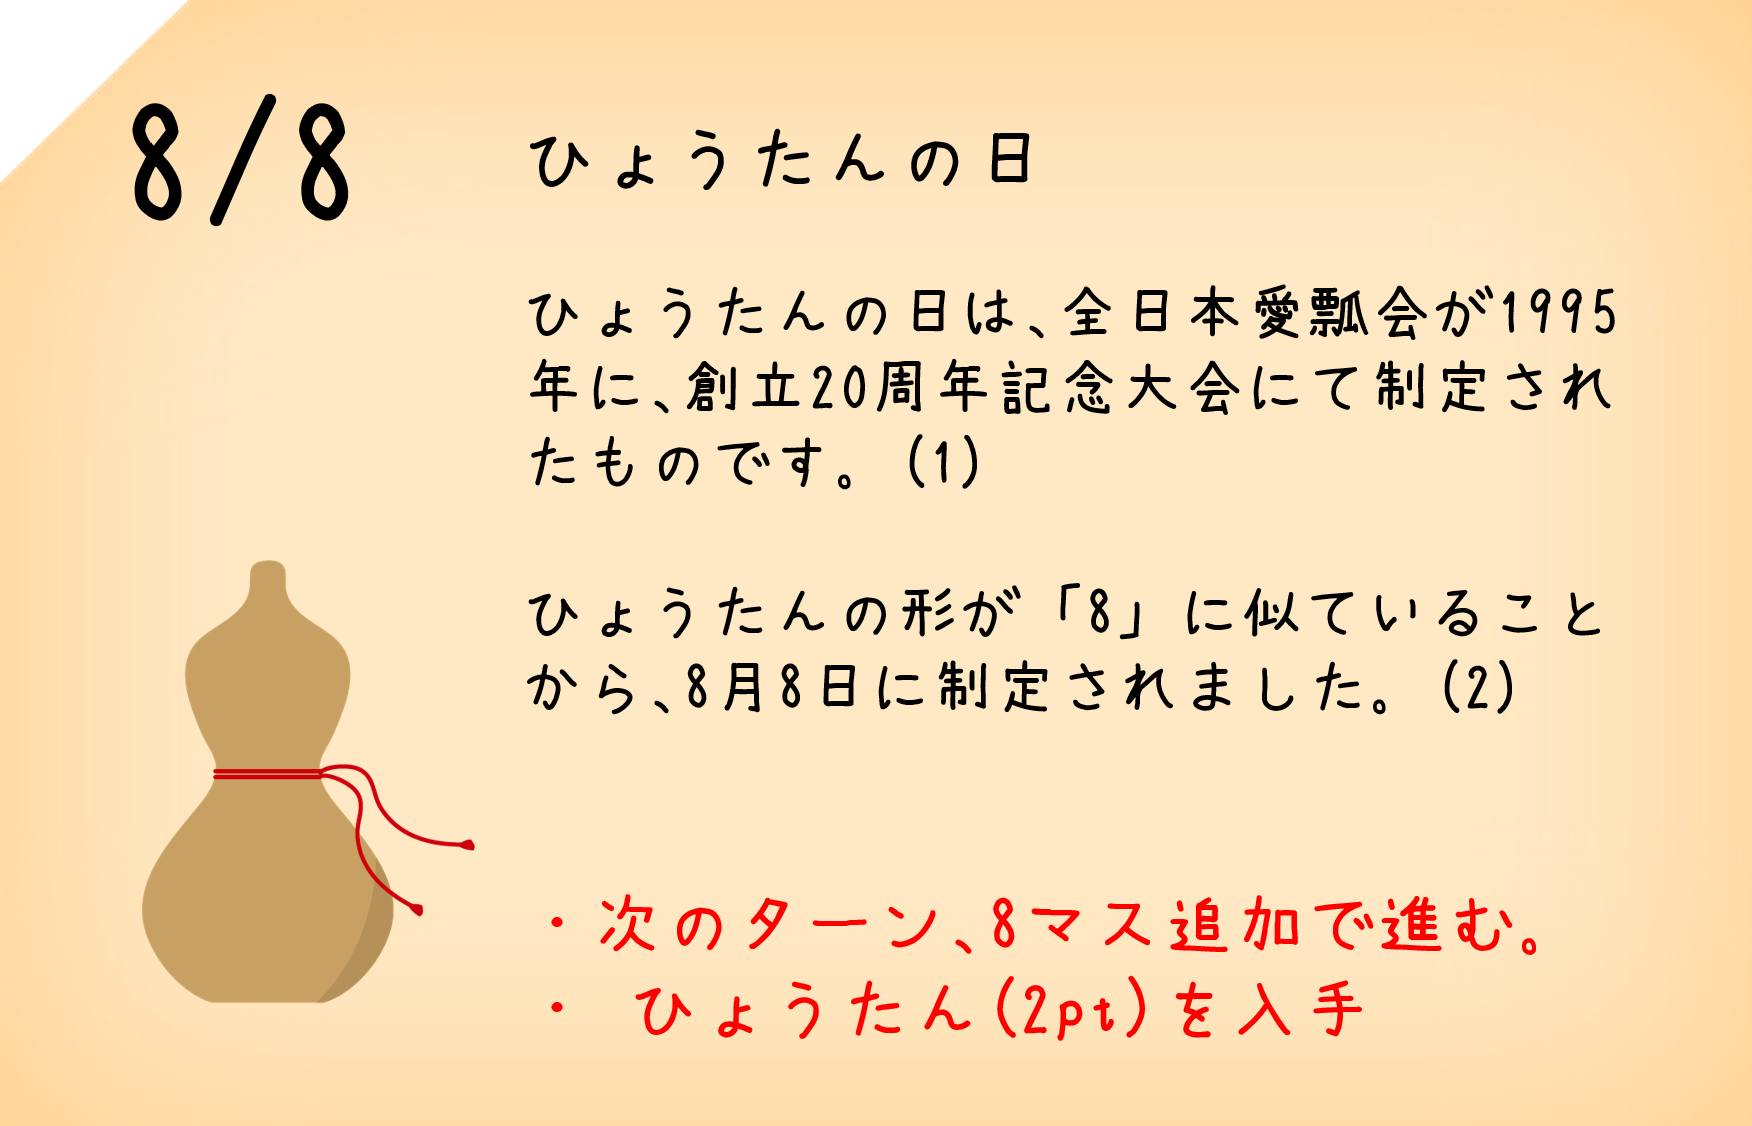 8/8
ひょうたんの日
ひょうたんの日は、全日本愛瓢会が1995
年に、創立20周年記念大会にて制定され
たものです。(1)
ひょうたんの形が「8」に似ていること
から、8月8日に制定されました。(2)
・次のターン、8マス追加で進む。
・ ひょうたん(2pt)を入手